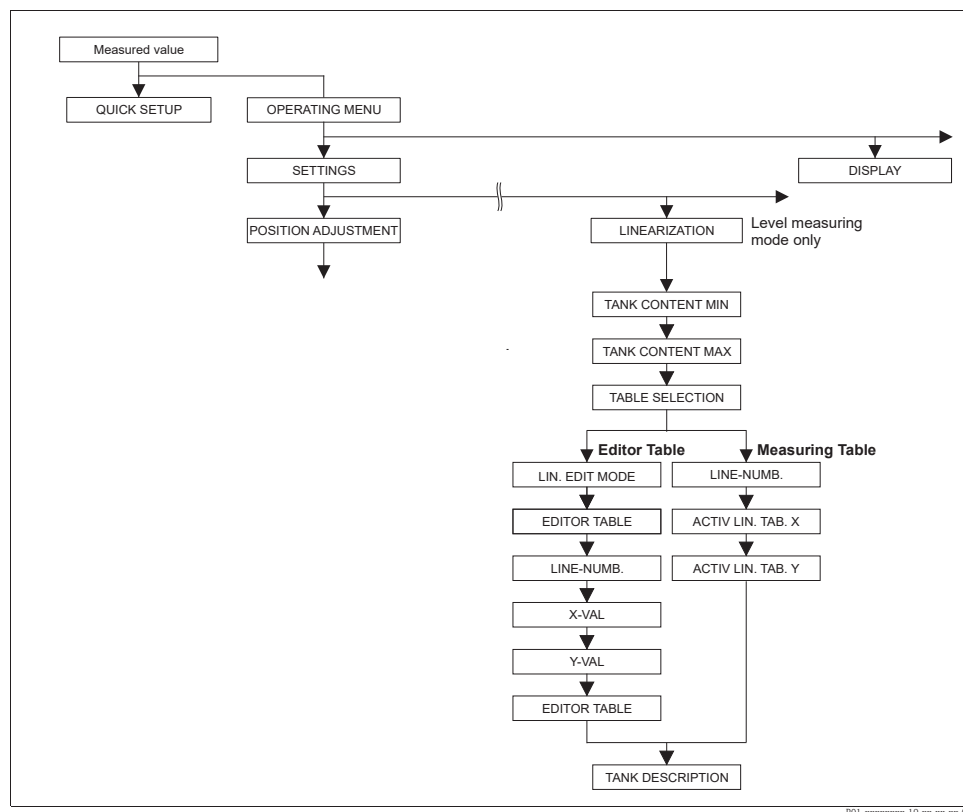 Measured value
QUICK SETUP
OPERATING MENU
SETTINGS
DISPLAY
POSITION ADJUSTMENT
LINEARIZATION
Level measuring
mode only
TANK CONTENT MIN
TANK CONTENT MAX
TABLE SELECTION
Editor Table
Measuring Table
LIN. EDIT MODE
LINE-NUMB.
EDITOR TABLE
ACTIV LIN. TAB. X
LINE-NUMB.
ACTIV LIN. TAB. Y
X-VAL
Y-VAL
EDITOR TABLE
TANK DESCRIPTION